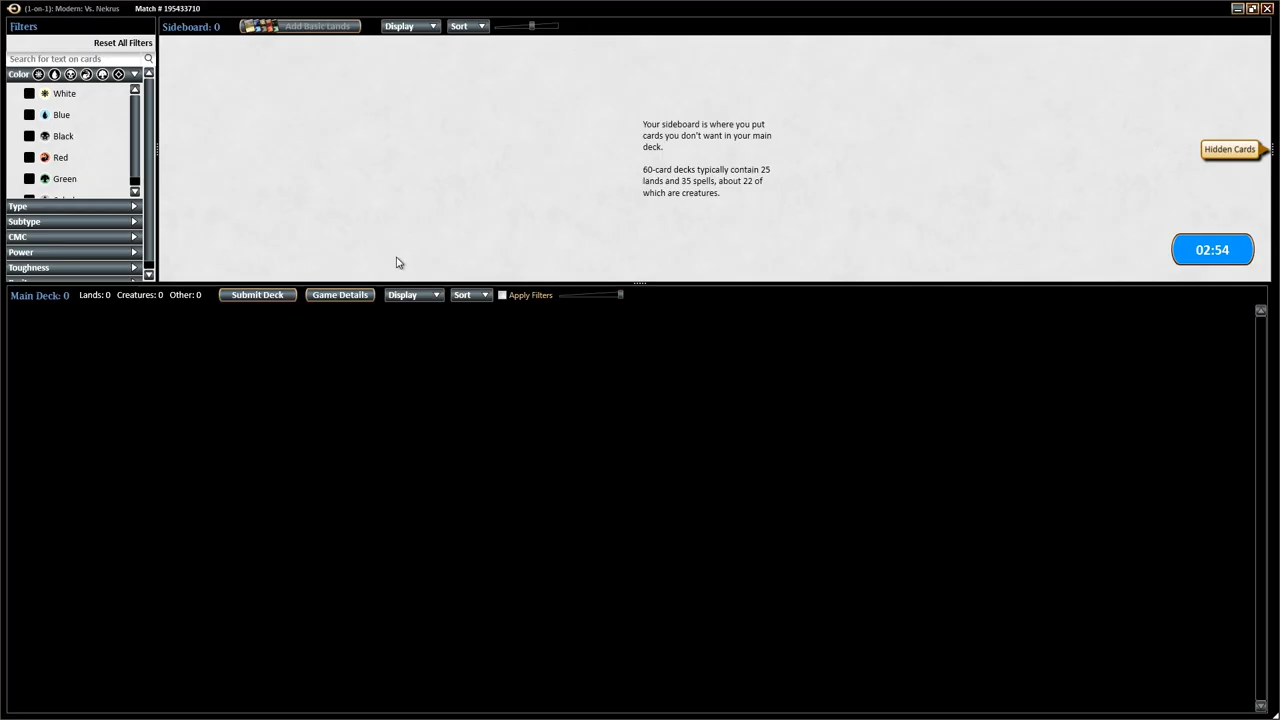 (1-on-1): Modern: Vs. Nekrus Match # 195433710
Filters
Reset All Filters
Search for text on cards
Color
White
Blue
Black
Red
Green
Type
Subtype
CMC
Power
Toughness
Sideboard: 0 Add Basic Lands Display Sort
Your sideboard is where you put
cards you don't want in your main
deck.
60-card decks typically contain 25
lands and 35 spells, about 22 of
which are creatures.
Hidden Cards
02:54
Main Deck: 0 Lands: 0 Creatures: 0 Other: 0 Submit Deck Game Details Display Sort Apply Filters